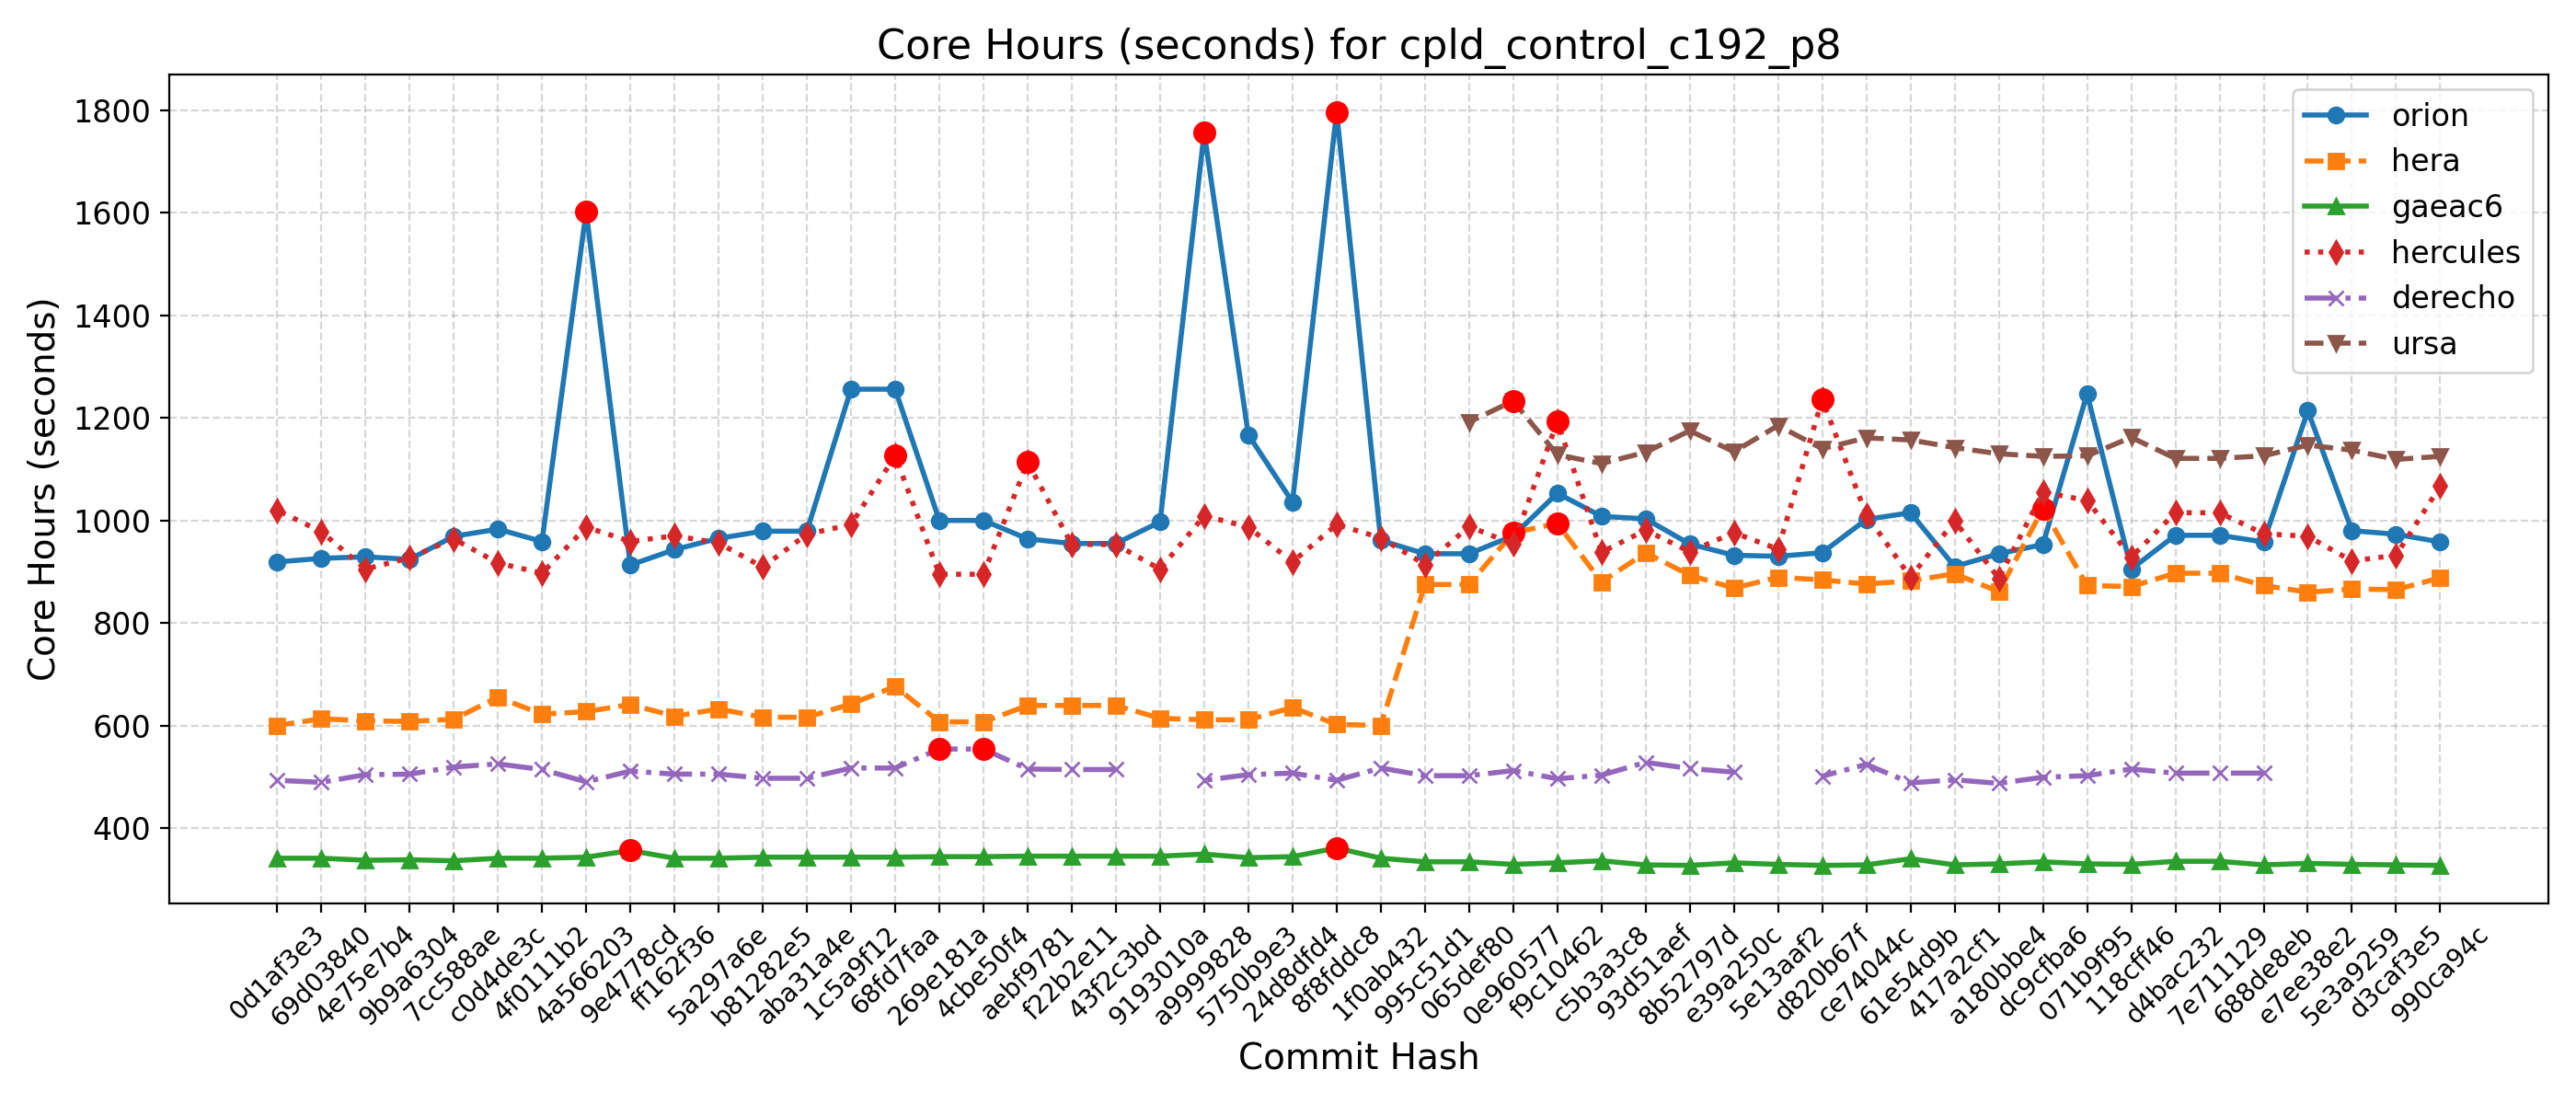 Core Hours (seconds) for cpld_control_c192_p8
Core Hours (seconds)
1800
1600
1400
1200
1000
800
600
400
orion
hera
gaeac6
hercules
derecho
ursa
0d1af3e3
69d03840
4e75e7b4
9b9a6304
7cc588ae
c0d4de3c
4f0111b2
4a566203
9e4778cd
ff162f36
5a297a6e
b81282e5
aba31a4e
1c5a9f12
68fd7faa
269e181a
4cbe50f4
aebf9781
f22b2e11
43f2c3bd
9193010a
a9999828
5750b9e3
24d8dfd4
8f8fddc8
1f0ab432
995c51d1
065def80
0e960577
f9c10462
c5b3a3c8
93d51aef
8b52797d
e39a250c
5e13aaf2
d820b67f
ce74044c
61e54d9b
417a2cf1
a180bbe4
dc9cfba6
071b9f95
118cff46
d4bac232
7e711129
688de8eb
e7ee38e2
5e3a9259
d3caf3e5
990ca94c
Commit Hash